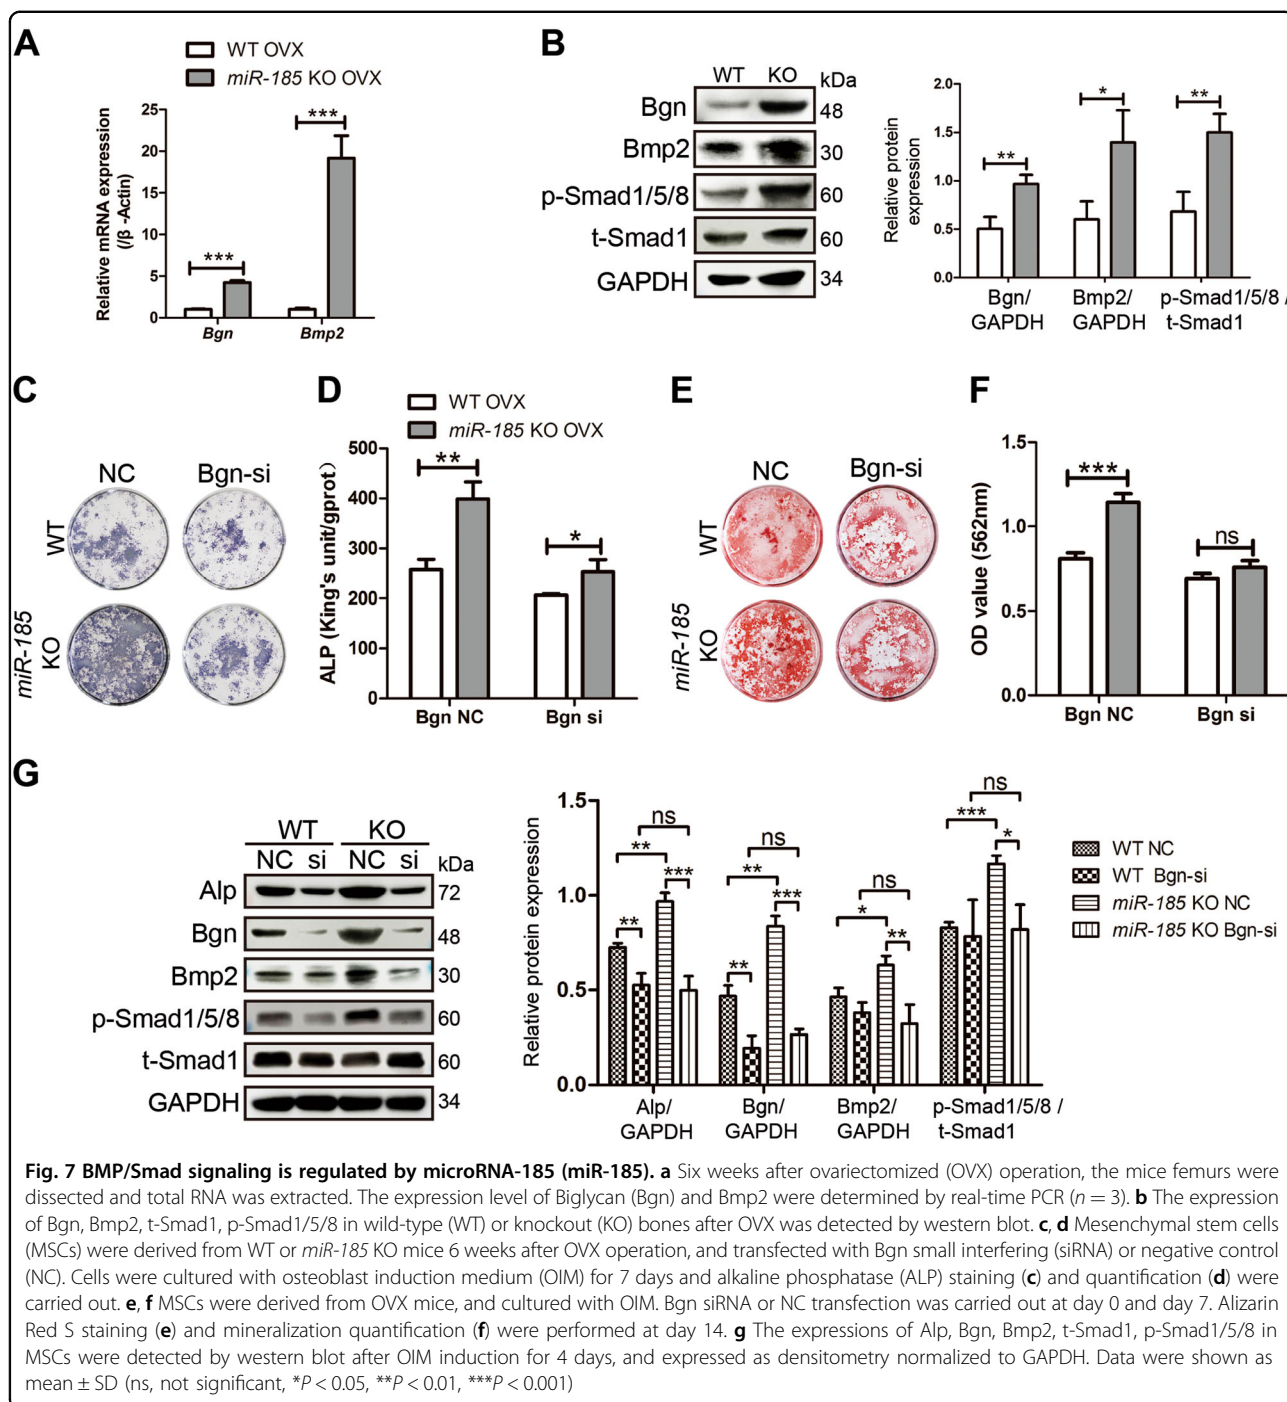 A
WT OVX
miR-185 KO OVX
Relative mRNA expression
(/β -Actin)
25
20
15
10
5
0
***
***
Bgn
Bmp2
B
WT KO kDa
Bgn 48
Bmp2 30
p-Smad1/5/8 60
t-Smad1 60
GAPDH 34
Relative protein
expression
2.0
1.5
1.0
0.5
0.0
**
*
**
Bgn/
GAPDH
Bmp2/
GAPDH
p-Smad1/5/8 /
t-Smad1
C
NC Bgn-si
WT
miR-185
KO
D
WT OVX
miR-185 KO OVX
ALP (King's unit/gprot)
500
400
300
200
100
0
**
*
Bgn NC
Bgn si
E
NC Bgn-si
WT
miR-185
KO
F
OD value (562nm)
1.5
1.0
0.5
0.0
***
ns
Bgn NC
Bgn si
G
WT KO
NC si NC si kDa
Alp 72
Bgn 48
Bmp2 30
p-Smad1/5/8 60
t-Smad1 60
GAPDH 34
Relative protein expression
1.5
1.0
0.5
0.0
ns
**
***
**
ns
**
***
**
ns
*
**
ns
***
*
Alp/
GAPDH
Bgn/
GAPDH
Bmp2/
GAPDH
p-Smad1/5/8 /
t-Smad1
WT NC
WT Bgn-si
miR-185 KO NC
miR-185 KO Bgn-si
Fig. 7 BMP/Smad signaling is regulated by microRNA-185 (miR-185). a Six weeks after ovariectomized (OVX) operation, the mice femurs were
dissected and total RNA was extracted. The expression level of Biglycan (Bgn) and Bmp2 were determined by real-time PCR (n = 3). b The expression
of Bgn, Bmp2, t-Smad1, p-Smad1/5/8 in wild-type (WT) or knockout (KO) bones after OVX was detected by western blot. c, d Mesenchymal stem cells
(MSCs) were derived from WT or miR-185 KO mice 6 weeks after OVX operation, and transfected with Bgn small interfering (siRNA) or negative control
(NC). Cells were cultured with osteoblast induction medium (OIM) for 7 days and alkaline phosphatase (ALP) staining (c) and quantification (d) were
carried out. e, f MSCs were derived from OVX mice, and cultured with OIM. Bgn siRNA or NC transfection was carried out at day 0 and day 7. Alizarin
Red S staining (e) and mineralization quantification (f) were performed at day 14. g The expressions of Alp, Bgn, Bmp2, t-Smad1, p-Smad1/5/8 in
MSCs were detected by western blot after OIM induction for 4 days, and expressed as densitometry normalized to GAPDH. Data were shown as
mean ± SD (ns, not significant, *P < 0.05, **P < 0.01, ***P < 0.001)